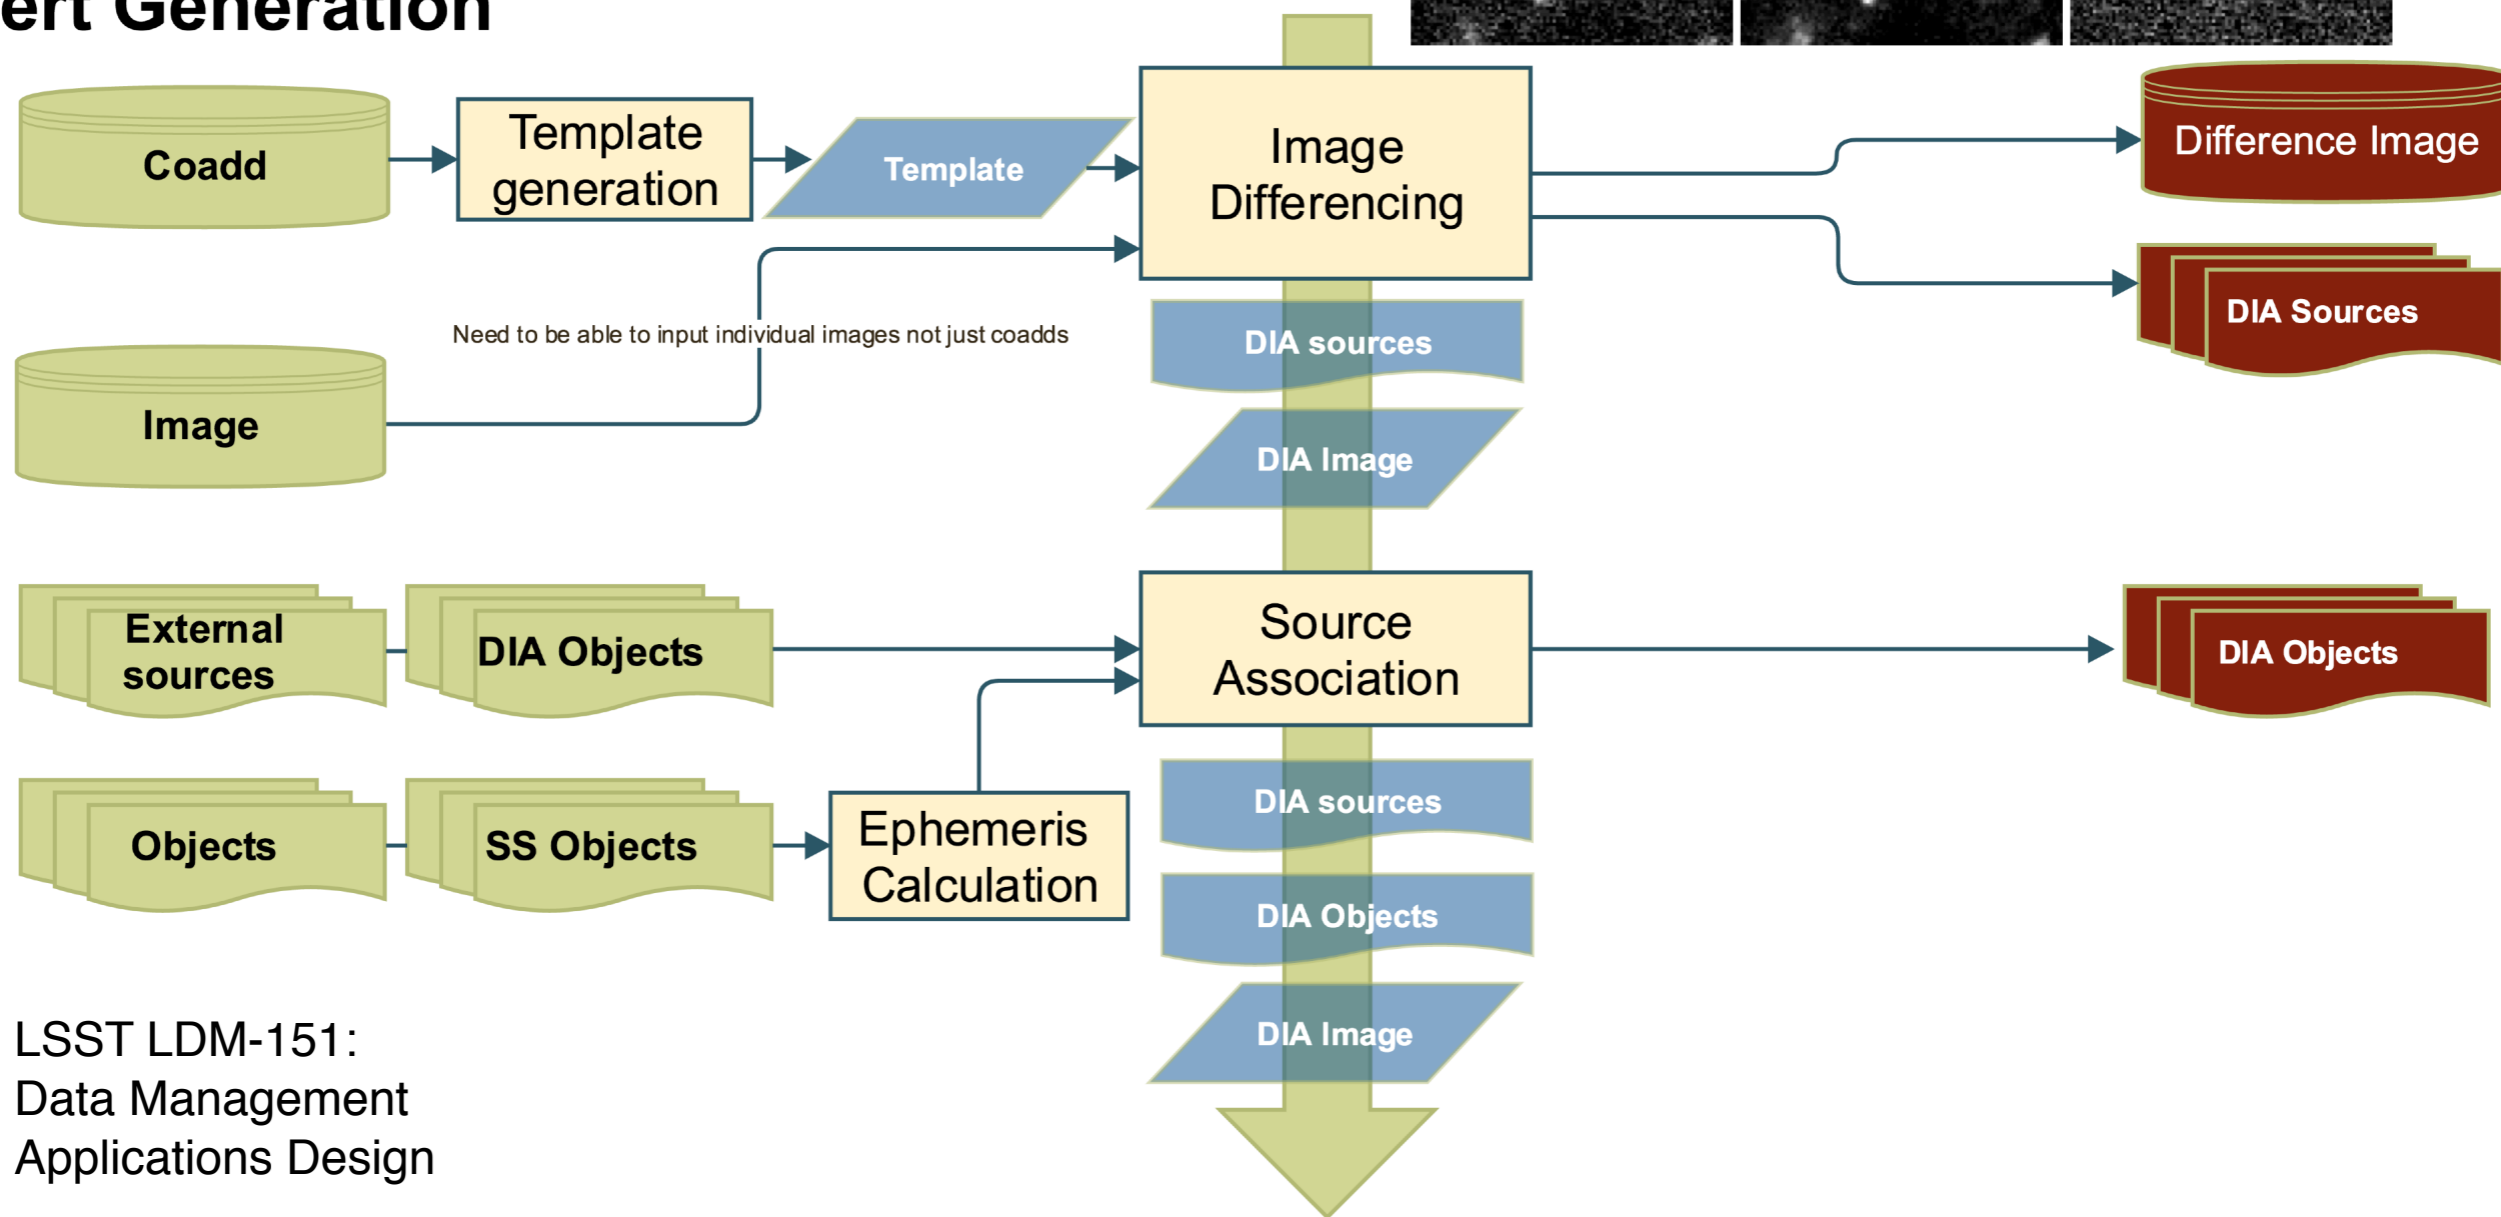 ert Generation
Coadd
Template
generation
Template
Image
Differencing
Difference Image
DIA Sources
Need to be able to input individual images not just coadds
DIA sources
Image
DIA Image
External
sources
DIA Objects
Source
Association
DIA Objects
Objects
SS Objects
Ephemeris
Calculation
DIA sources
DIA Objects
DIA Image
LSST LDM-151:
Data Management
Applications Design